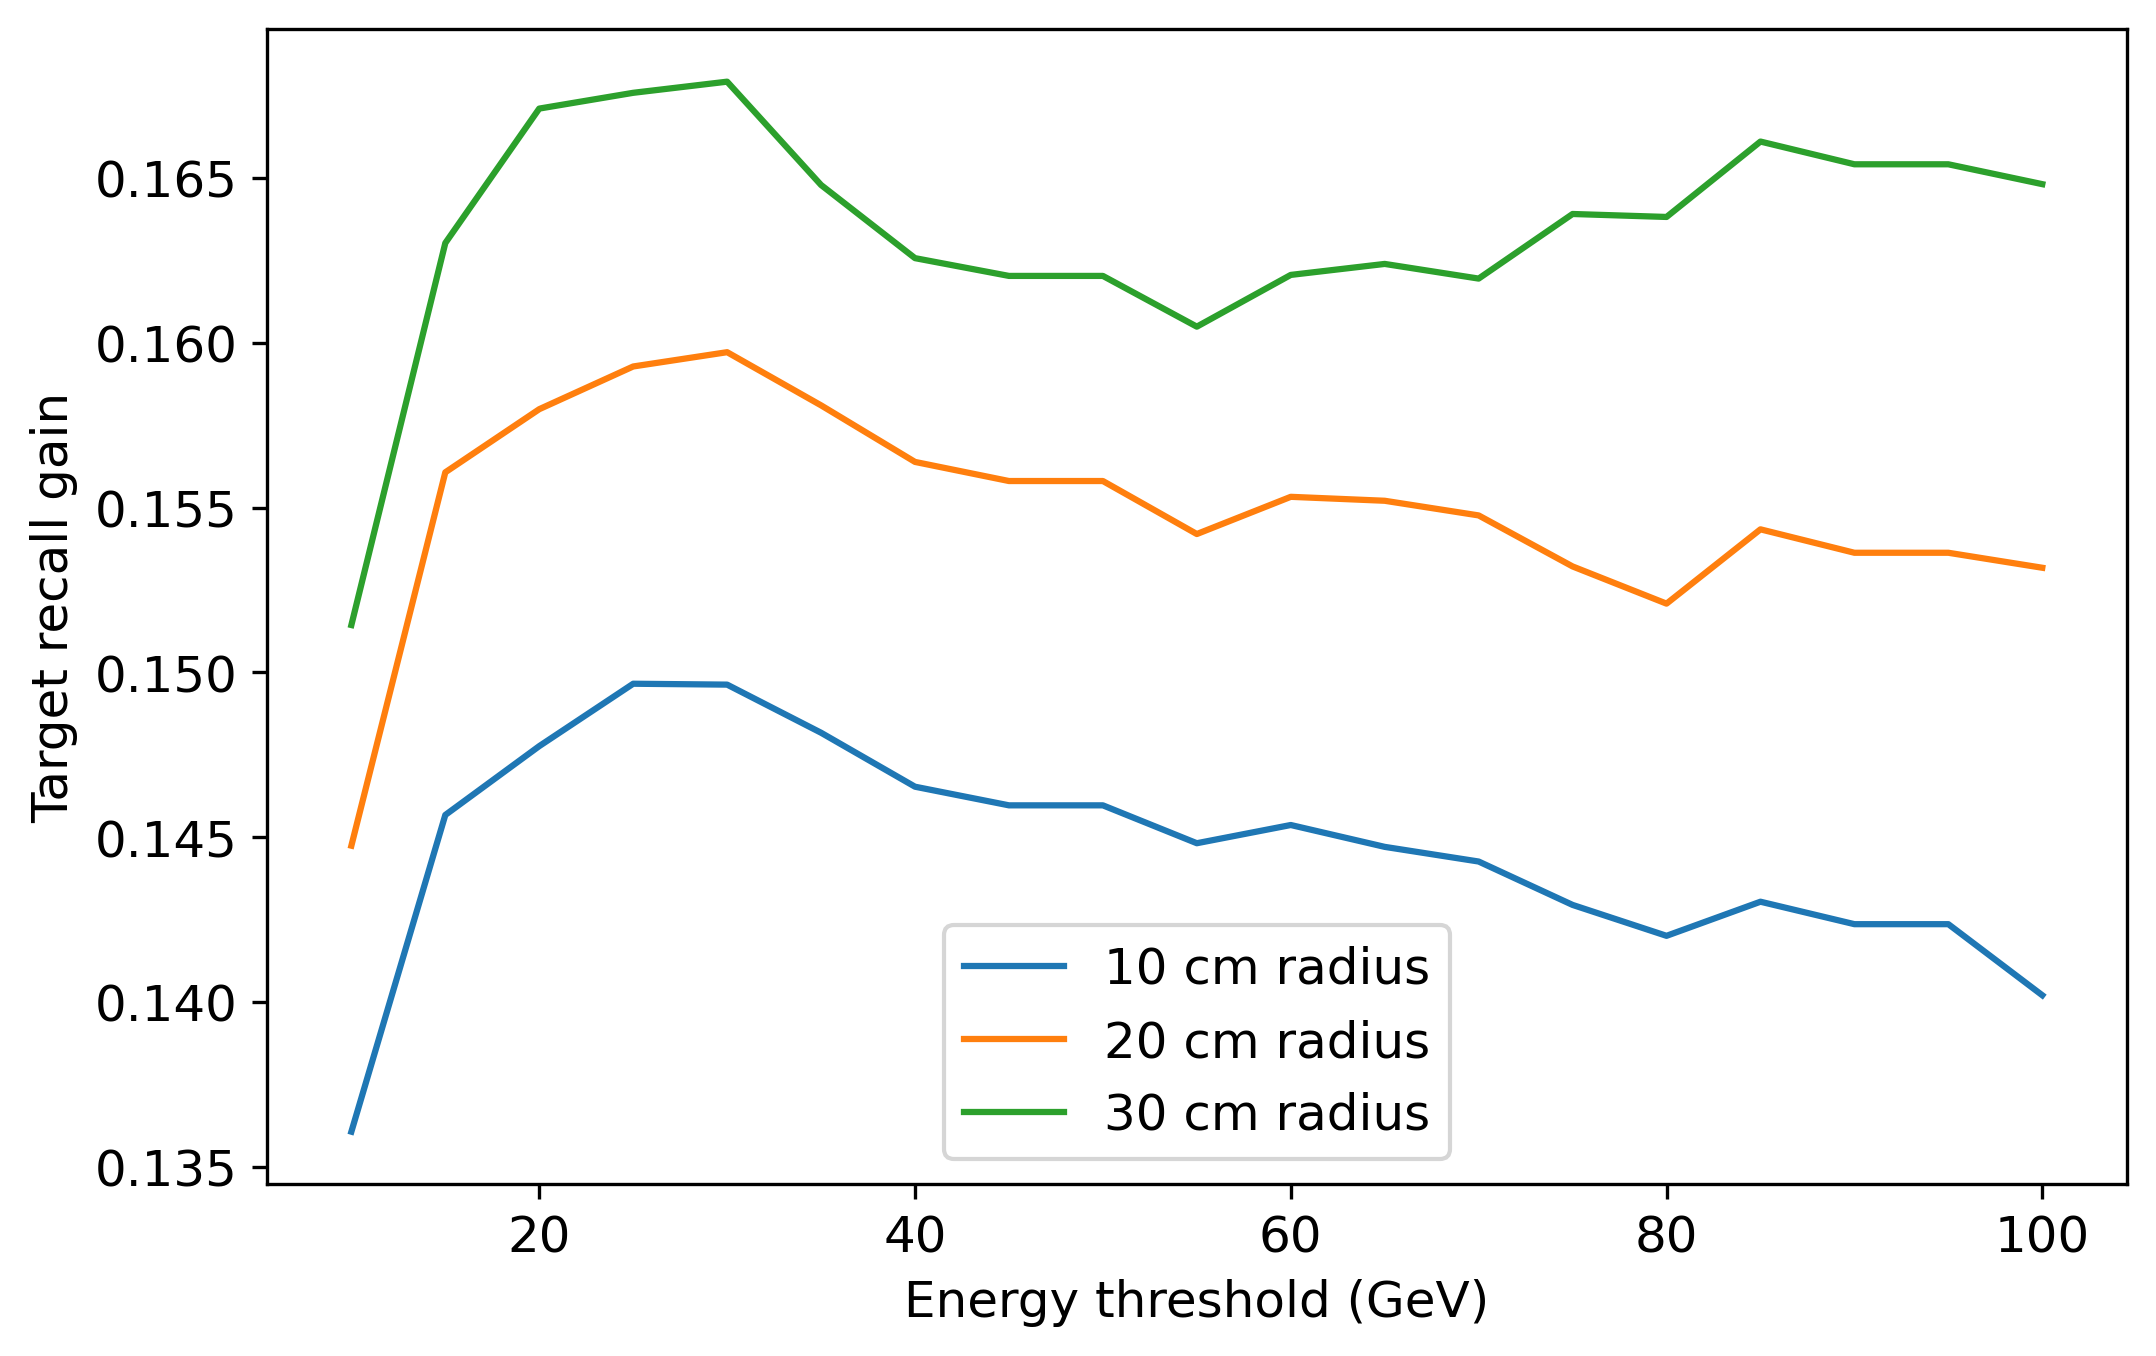 0.165
0.160
0.155
0.150
0.145
0.140
0.135
Target recall gain
10 cm radius
20 cm radius
30 cm radius
20 40 60 80 100
Energy threshold (GeV)